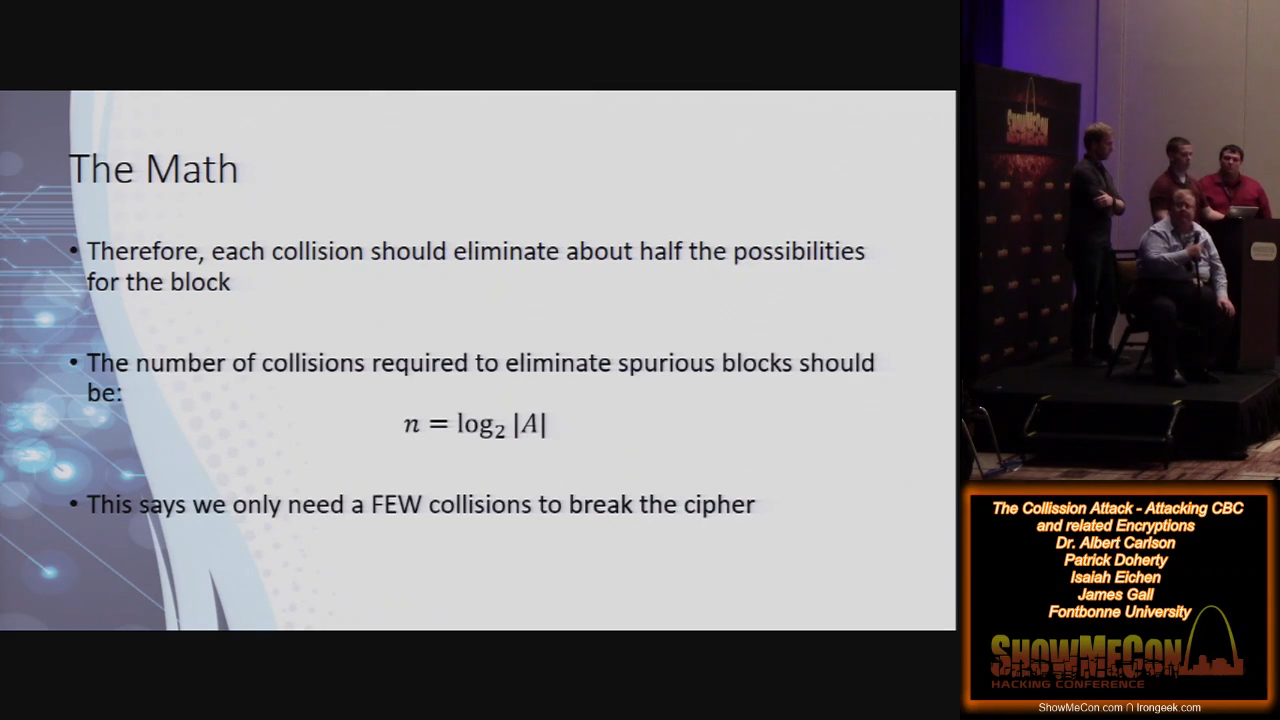 The Math
• Therefore, each collision should eliminate about half the possibilities
for the block
• The number of collisions required to eliminate spurious blocks should
be:
n = log₂ |A|
• This says we only need a FEW collisions to break the cipher
ShowMeCon
The Collission Attack - Attacking CBC
and related Encryptions
Dr. Albert Carlson
Patrick Doherty
Isaiah Eichen
James Gall
Fontbonne University
ShowMeCon
HACKING CONFERENCE
ShowMeCon.com ∩ Irongeek.com